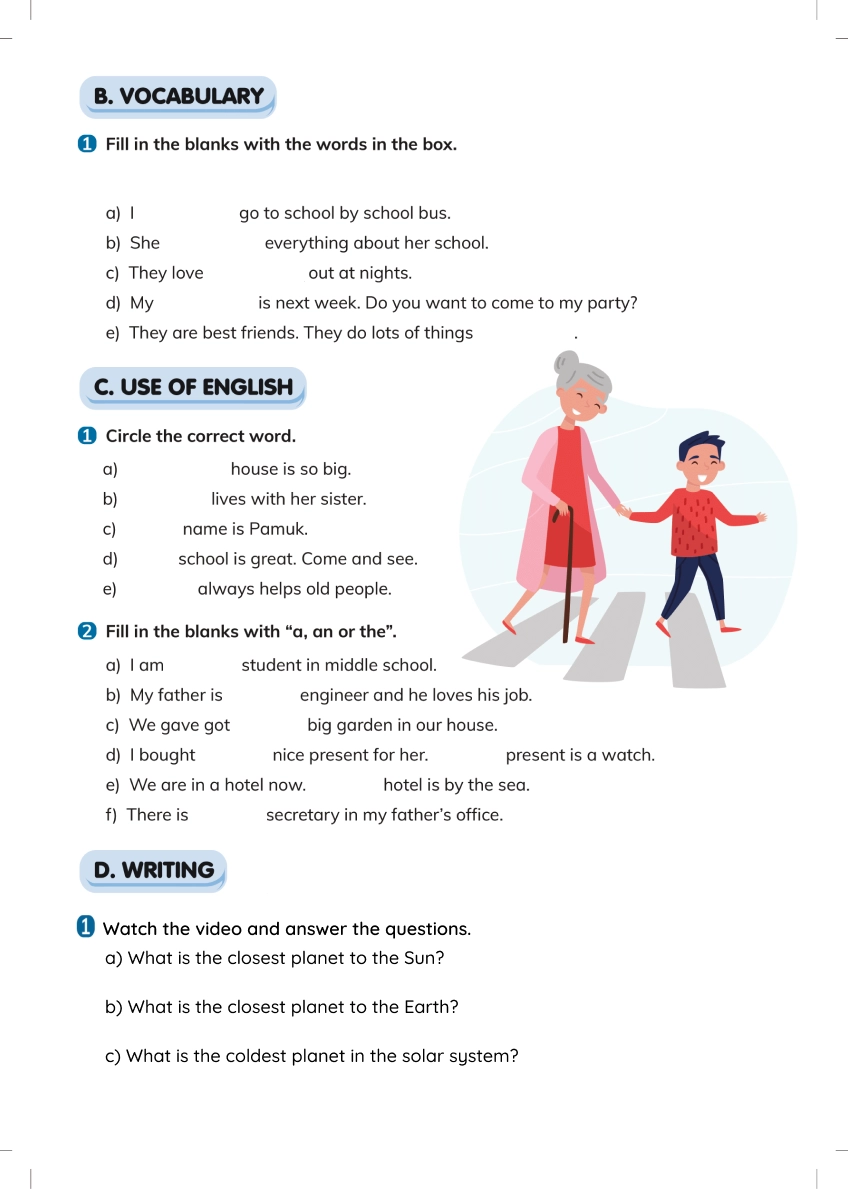 B. VOCABULARY
1 Fill in the blanks with the words in the box.
a) I go to school by school bus.
b) She everything about her school.
c) They love out at nights.
d) My is next week. Do you want to come to my party?
e) They are best friends. They do lots of things .
C. USE OF ENGLISH
1 Circle the correct word.
a) house is so big.
b) lives with her sister.
c) name is Pamuk.
d) school is great. Come and see.
e) always helps old people.
2 Fill in the blanks with “a, an or the”.
a) I am student in middle school.
b) My father is engineer and he loves his job.
c) We gave got big garden in our house.
d) I bought nice present for her. present is a watch.
e) We are in a hotel now. hotel is by the sea.
f) There is secretary in my father’s office.
D. WRITING
1 Watch the video and answer the questions.
a) What is the closest planet to the Sun?
b) What is the closest planet to the Earth?
c) What is the coldest planet in the solar system?